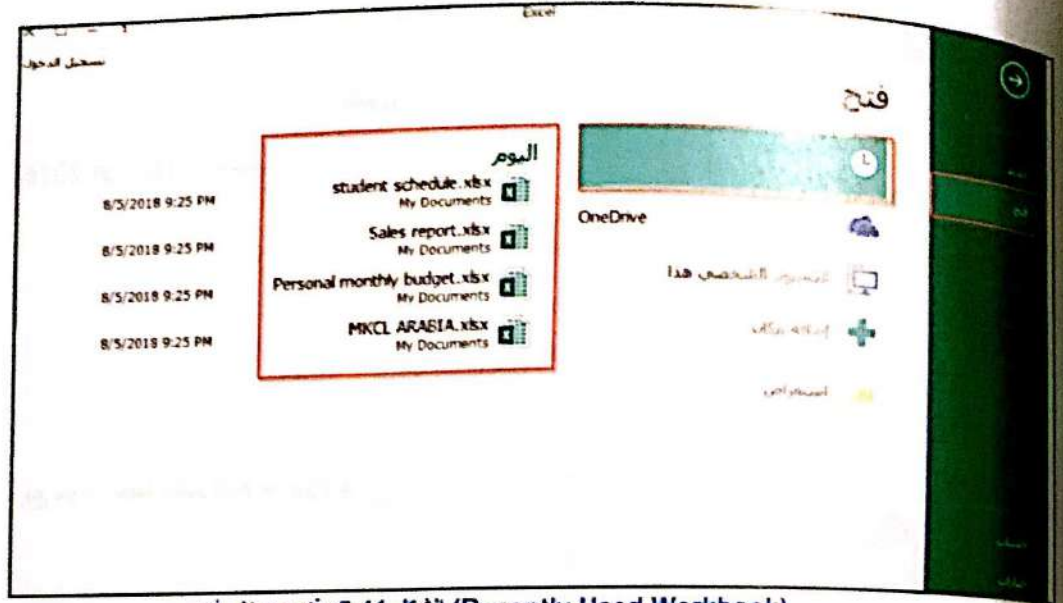 Excel
تسجيل الدخول
فتح
OneDrive
الشخصي هذا
إضافة مكان
استعراض
اليوم
student schedule.xlsx
My Documents
8/5/2018 9:25 PM
Sales report.xlsx
My Documents
8/5/2018 9:25 PM
Personal monthly budget.xlsx
My Documents
8/5/2018 9:25 PM
MKCL ARABIA.xlsx
My Documents
8/5/2018 9:25 PM
(Recently Used Workbook)